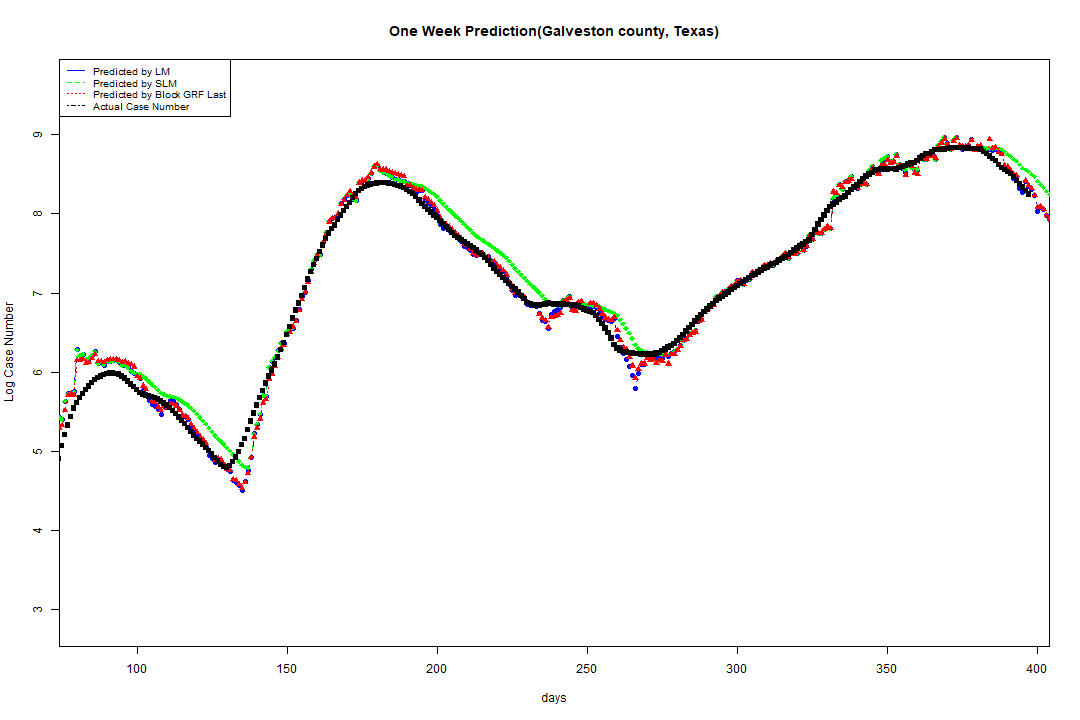 One Week Prediction(Galveston county, Texas)
Predicted by LM
Predicted by SLM
Predicted by Block GRF Last
Actual Case Number
9
8
7
6
5
4
3
Log Case Number
100 150 200 250 300 350 400
days